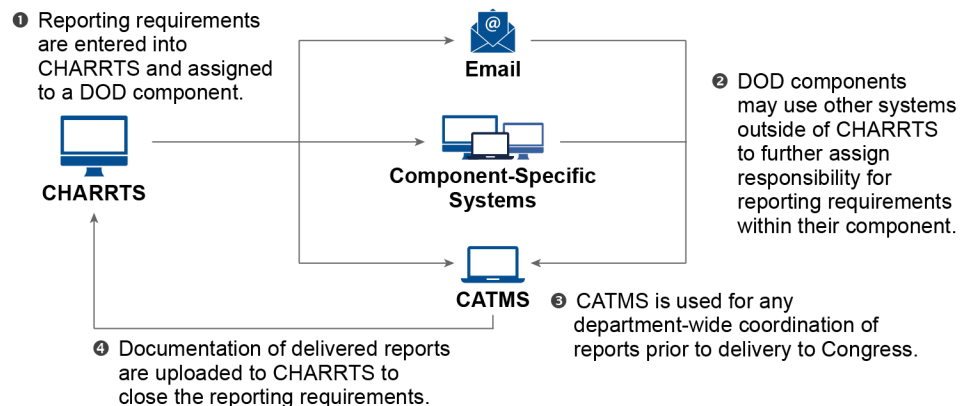 ❶ Reporting requirements
are entered into
CHARRTS and assigned
to a DOD component.
CHARRTS
@
Email
Component-Specific
Systems
CATMS
❷ DOD components
may use other systems
outside of CHARRTS
to further assign
responsibility for
reporting requirements
within their component.
❸ CATMS is used for any
department-wide coordination of
reports prior to delivery to Congress.
❹ Documentation of delivered reports
are uploaded to CHARRTS to
close the reporting requirements.